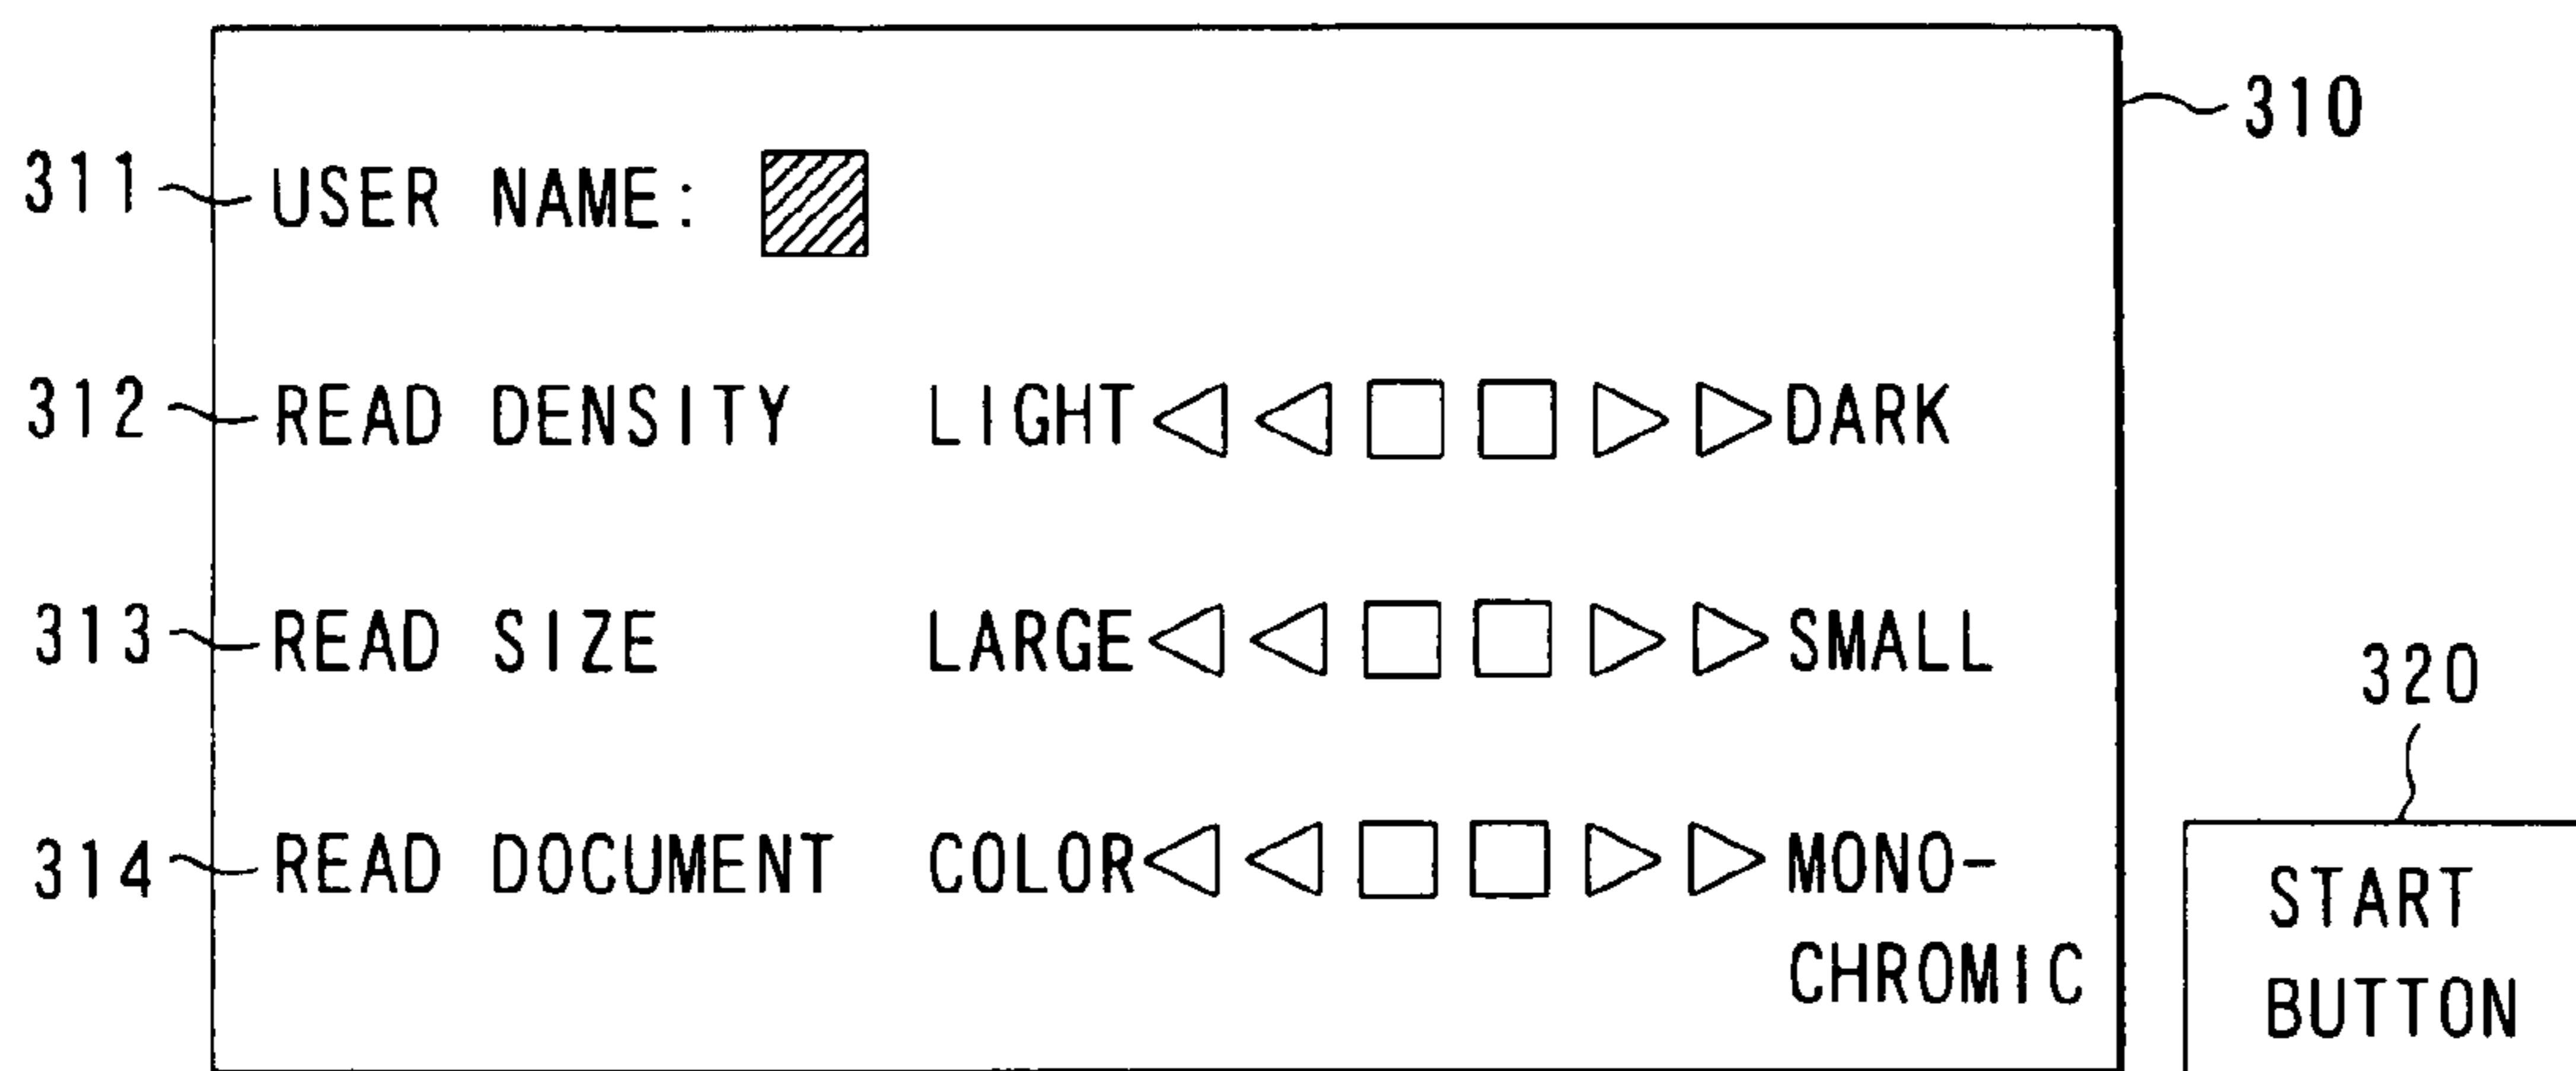 310
311 USER NAME:
312 READ DENSITY LIGHT DARK
313 READ SIZE LARGE SMALL
320
314 READ DOCUMENT COLOR MONO-
CHROMIC
START
BUTTON